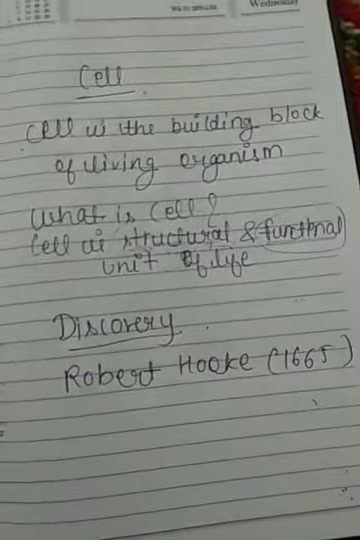 Wednesday
Cell
Cell is the building block
of living organism
What is Cell?
Cell is structural & functional
unit of life
Discovery
Robert Hooke (1665)